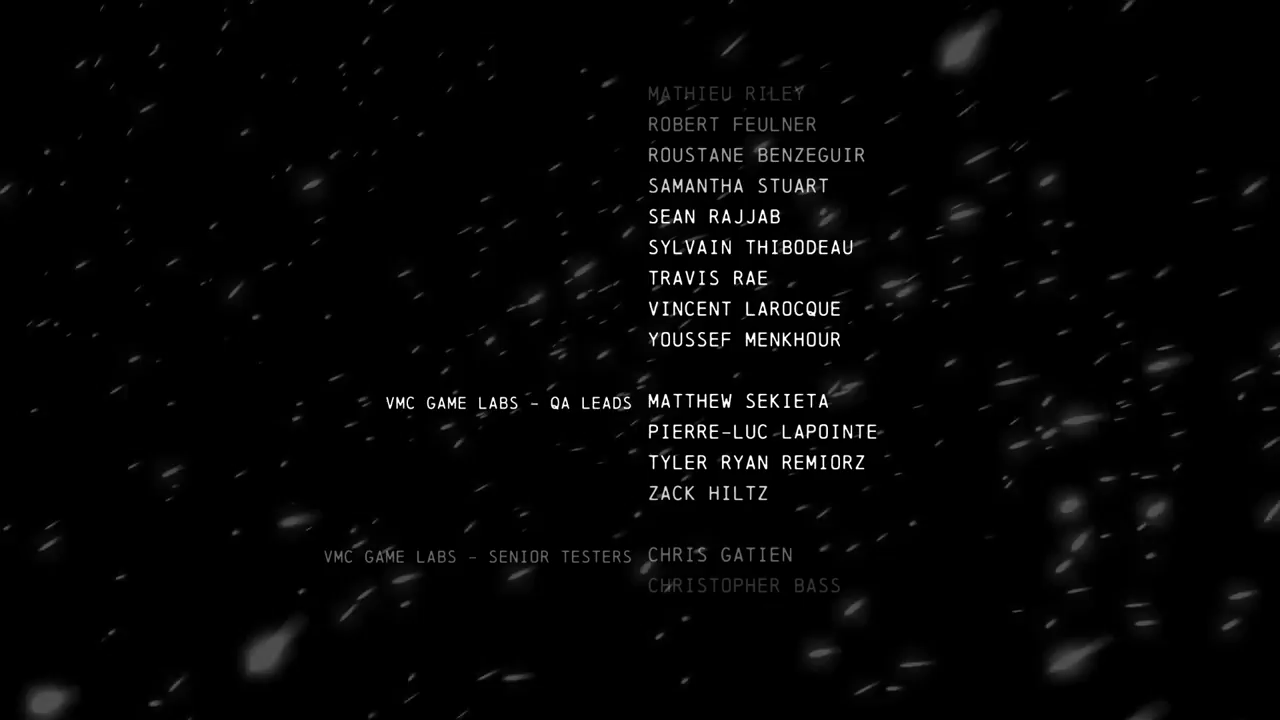 MATHIEU RILEY
ROBERT FEULNER
ROUSTANE BENZEGUIR
SAMANTHA STUART
SEAN RAJJAB
SYLVAIN THIBODEAU
TRAVIS RAE
VINCENT LAROCQUE
YOUSSEF MENKHOUR
VMC GAME LABS - QA LEADS MATTHEW SEKIETA
PIERRE-LUC LAPOINTE
TYLER RYAN REMIORZ
ZACK HILTZ
VMC GAME LABS - SENIOR TESTERS CHRIS GATIEN
CHRISTOPHER BASS